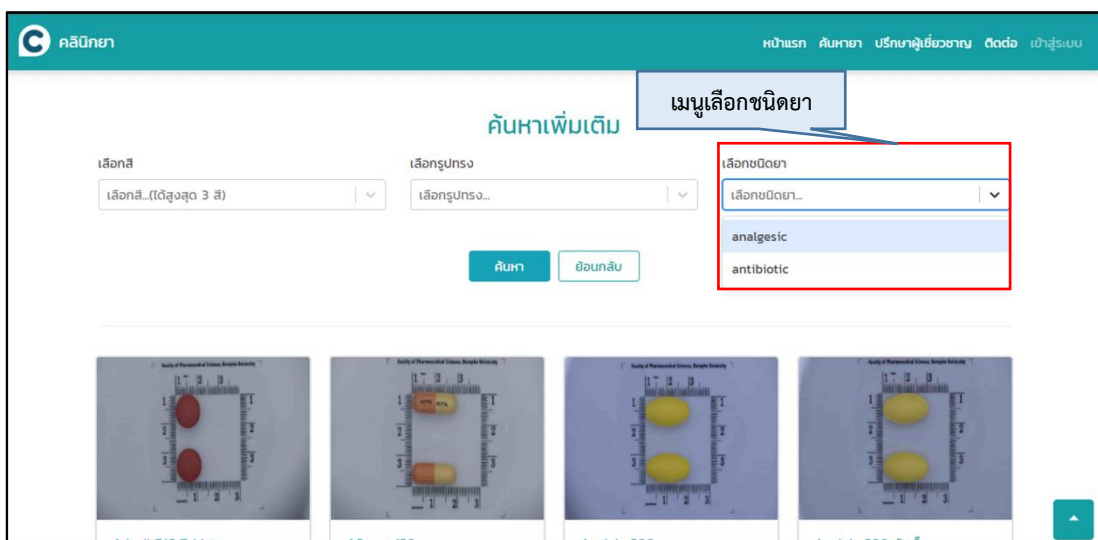 คลินิกยา
หน้าแรก ค้นหายา ปรึกษาผู้เชี่ยวชาญ ติดต่อ เข้าสู่ระบบ
เมนูเลือกชนิดยา
ค้นหาเพิ่มเติม
เลือกสี
เลือกรูปทรง
เลือกชนิดยา
เลือกสี...(ได้สูงสุด 3 สี)
เลือกรูปทรง...
เลือกชนิดยา...
analgesic
antibiotic
ค้นหา
ย้อนกลับ